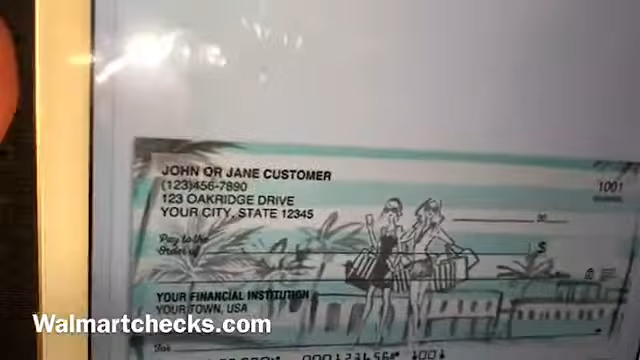 JOHN OR JANE CUSTOMER
(123)456-7890
123 OAKRIDGE DRIVE
YOUR CITY, STATE 12345
1001
Pay to the
Order of
$
YOUR FINANCIAL INSTITUTION
YOUR TOWN, USA
For
Walmartchecks.com